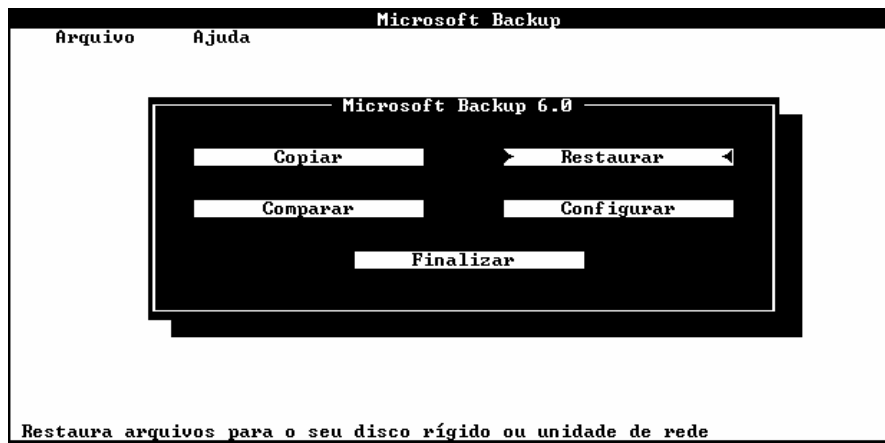 Microsoft Backup
Arquivo Ajuda
Microsoft Backup 6.0
Copiar Restaurar
Comparar Configurar
Finalizar
Restaura arquivos para o seu disco rígido ou unidade de rede